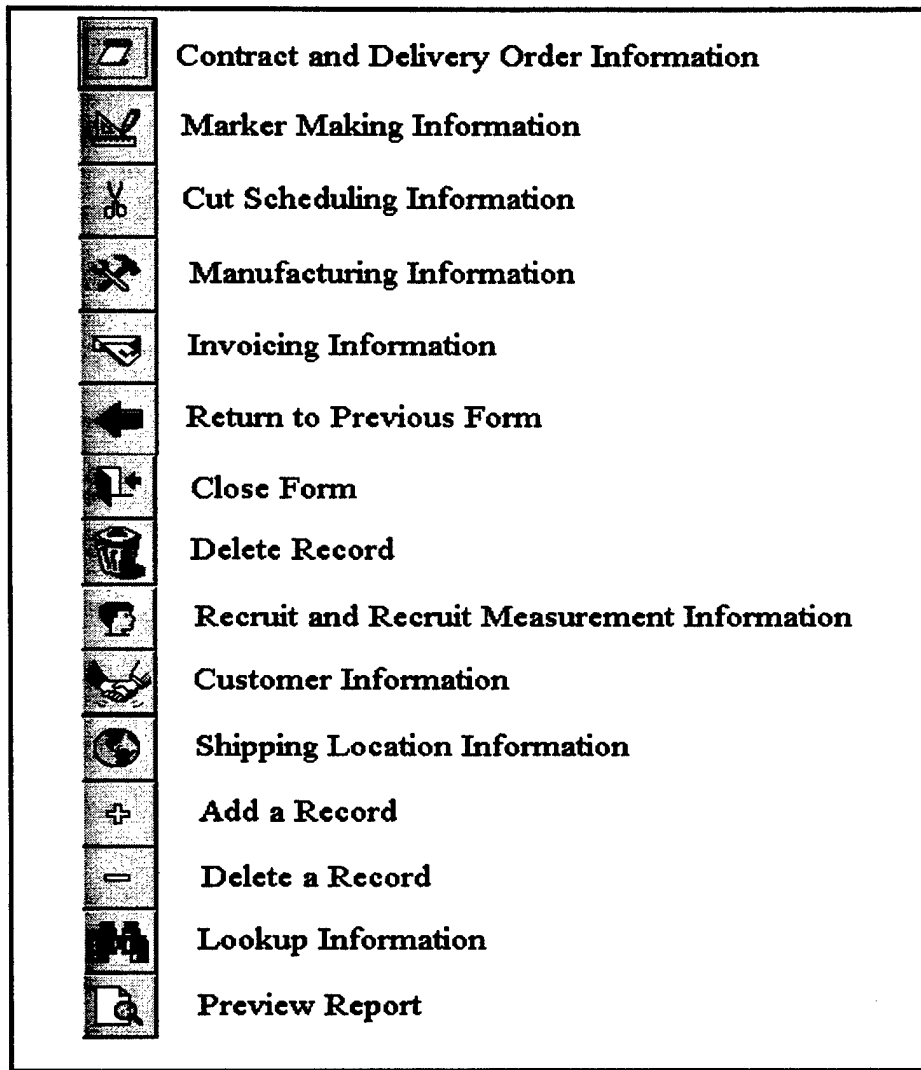 Contract and Delivery Order Information
Marker Making Information
Cut Scheduling Information
Manufacturing Information
Invoicing Information
Return to Previous Form
Close Form
Delete Record
Recruit and Recruit Measurement Information
Customer Information
Shipping Location Information
Add a Record
Delete a Record
Lookup Information
Preview Report